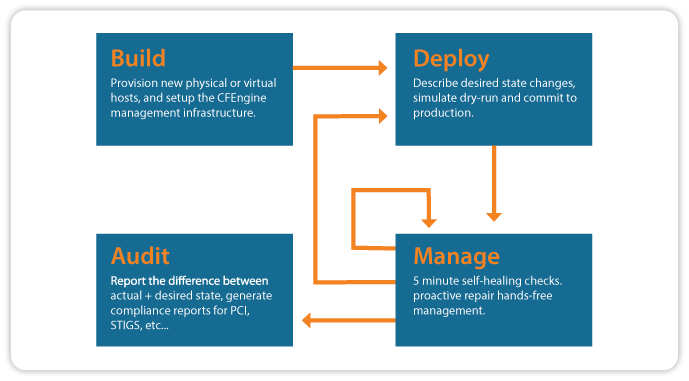 Build
Provision new physical or virtual
hosts, and setup the CFEngine
management infrastructure.
Deploy
Describe desired state changes,
simulate dry-run and commit to
production.
Audit
Report the difference between
actual + desired state, generate
compliance reports for PCI,
STIGS, etc...
Manage
5 minute self-healing checks.
proactive repair hands-free
management.